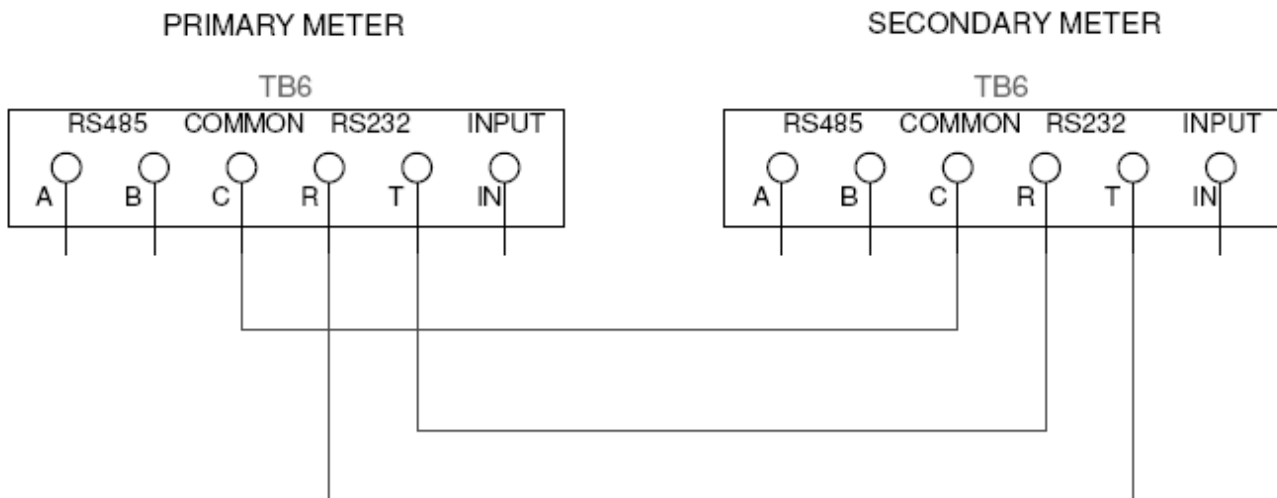 PRIMARY METER
TB6
RS485 COMMON RS232 INPUT
A B C R T IN
SECONDARY METER
TB6
RS485 COMMON RS232 INPUT
A B C R T IN